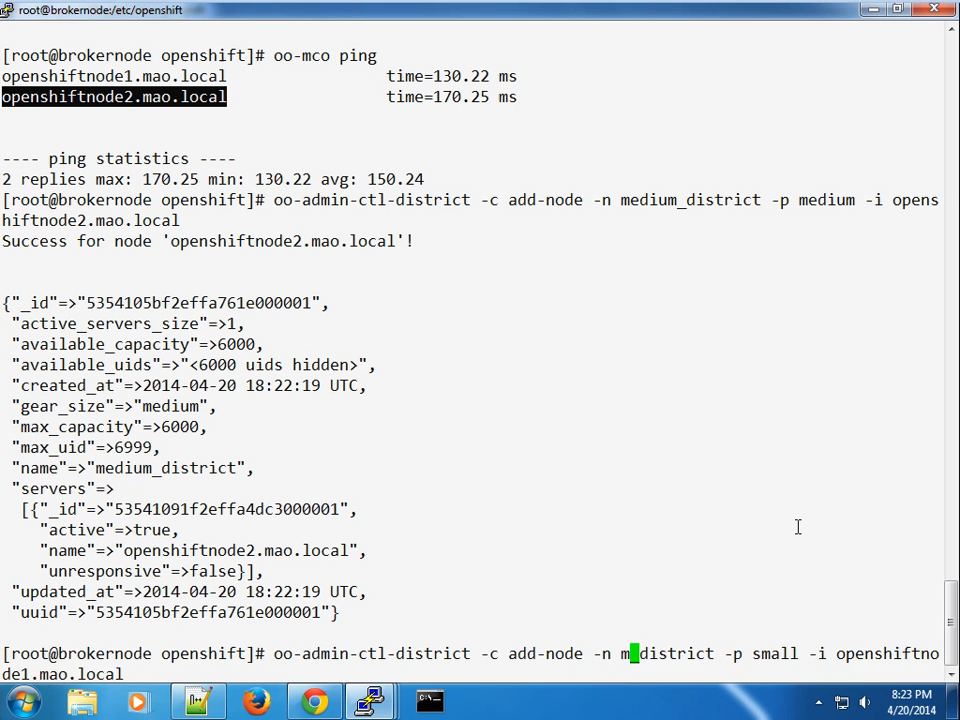 root@brokernode:/etc/openshift
[root@brokernode openshift]# oo-mco ping
openshiftnode1.mao.local                 time=130.22 ms
openshiftnode2.mao.local                 time=170.25 ms
---- ping statistics ----
2 replies max: 170.25 min: 130.22 avg: 150.24
[root@brokernode openshift]# oo-admin-ctl-district -c add-node -n medium_district -p medium -i opens
hiftnode2.mao.local
Success for node 'openshiftnode2.mao.local'!
{"_id"=>"5354105bf2effa761e000001",
 "active_servers_size"=>1,
 "available_capacity"=>6000,
 "available_uids"=>"<6000 uids hidden>",
 "created_at"=>2014-04-20 18:22:19 UTC,
 "gear_size"=>"medium",
 "max_capacity"=>6000,
 "max_uid"=>6999,
 "name"=>"medium_district",
 "servers"=>
  [{"_id"=>"53541091f2effa4dc3000001",
    "active"=>true,
    "name"=>"openshiftnode2.mao.local",
    "unresponsive"=>false}],
 "updated_at"=>2014-04-20 18:22:19 UTC,
 "uuid"=>"5354105bf2effa761e000001"}
[root@brokernode openshift]# oo-admin-ctl-district -c add-node -n m_district -p small -i openshiftno
de1.mao.local
8:23 PM
4/20/2014